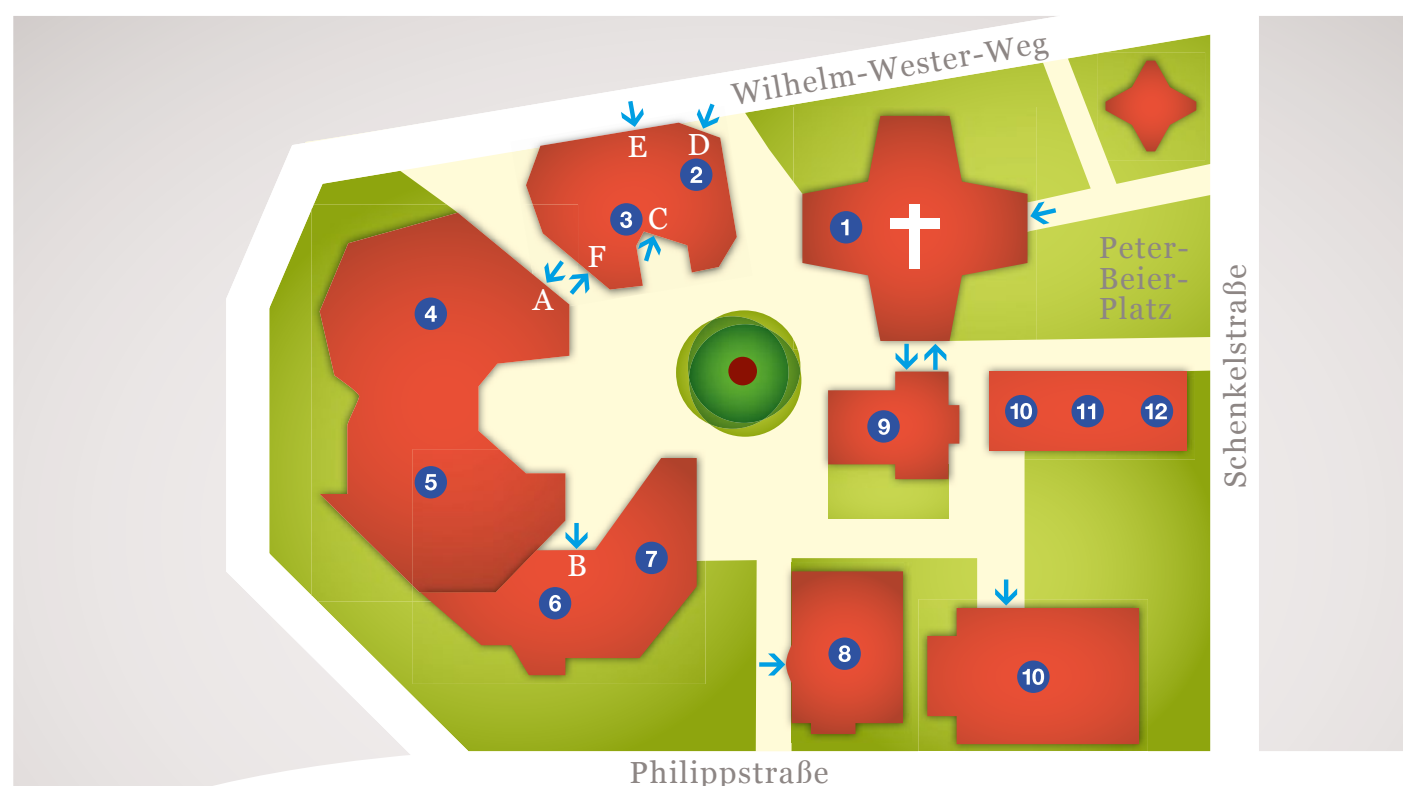 Wilhelm-Wester-Weg
E
D
2
3
C
1
F
A
Peter-
Beier-
Platz
4
Schenkelstraße
10
11
12
9
5
B
7
6
8
10
Philippstraße